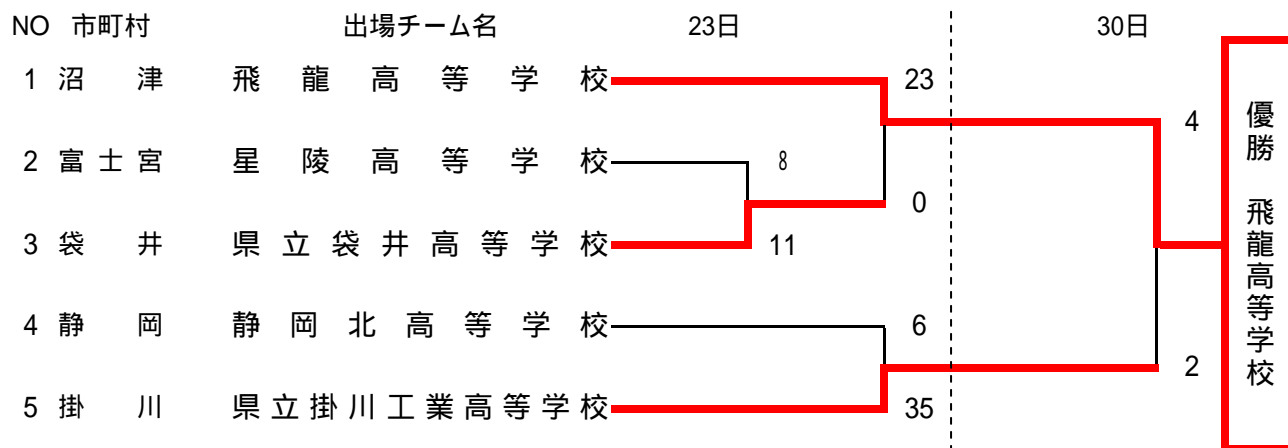 NO 市町村 出場チーム名 23日 30日
1 沼津 飛龍高等学校 23
4
2 富士宮 星陵高等学校 8
0
3 袋井 県立袋井高等学校 11
4 静岡 静岡北高等学校 6
2
5 掛川 県立掛川工業高等学校 35
優勝 飛龍高等学校